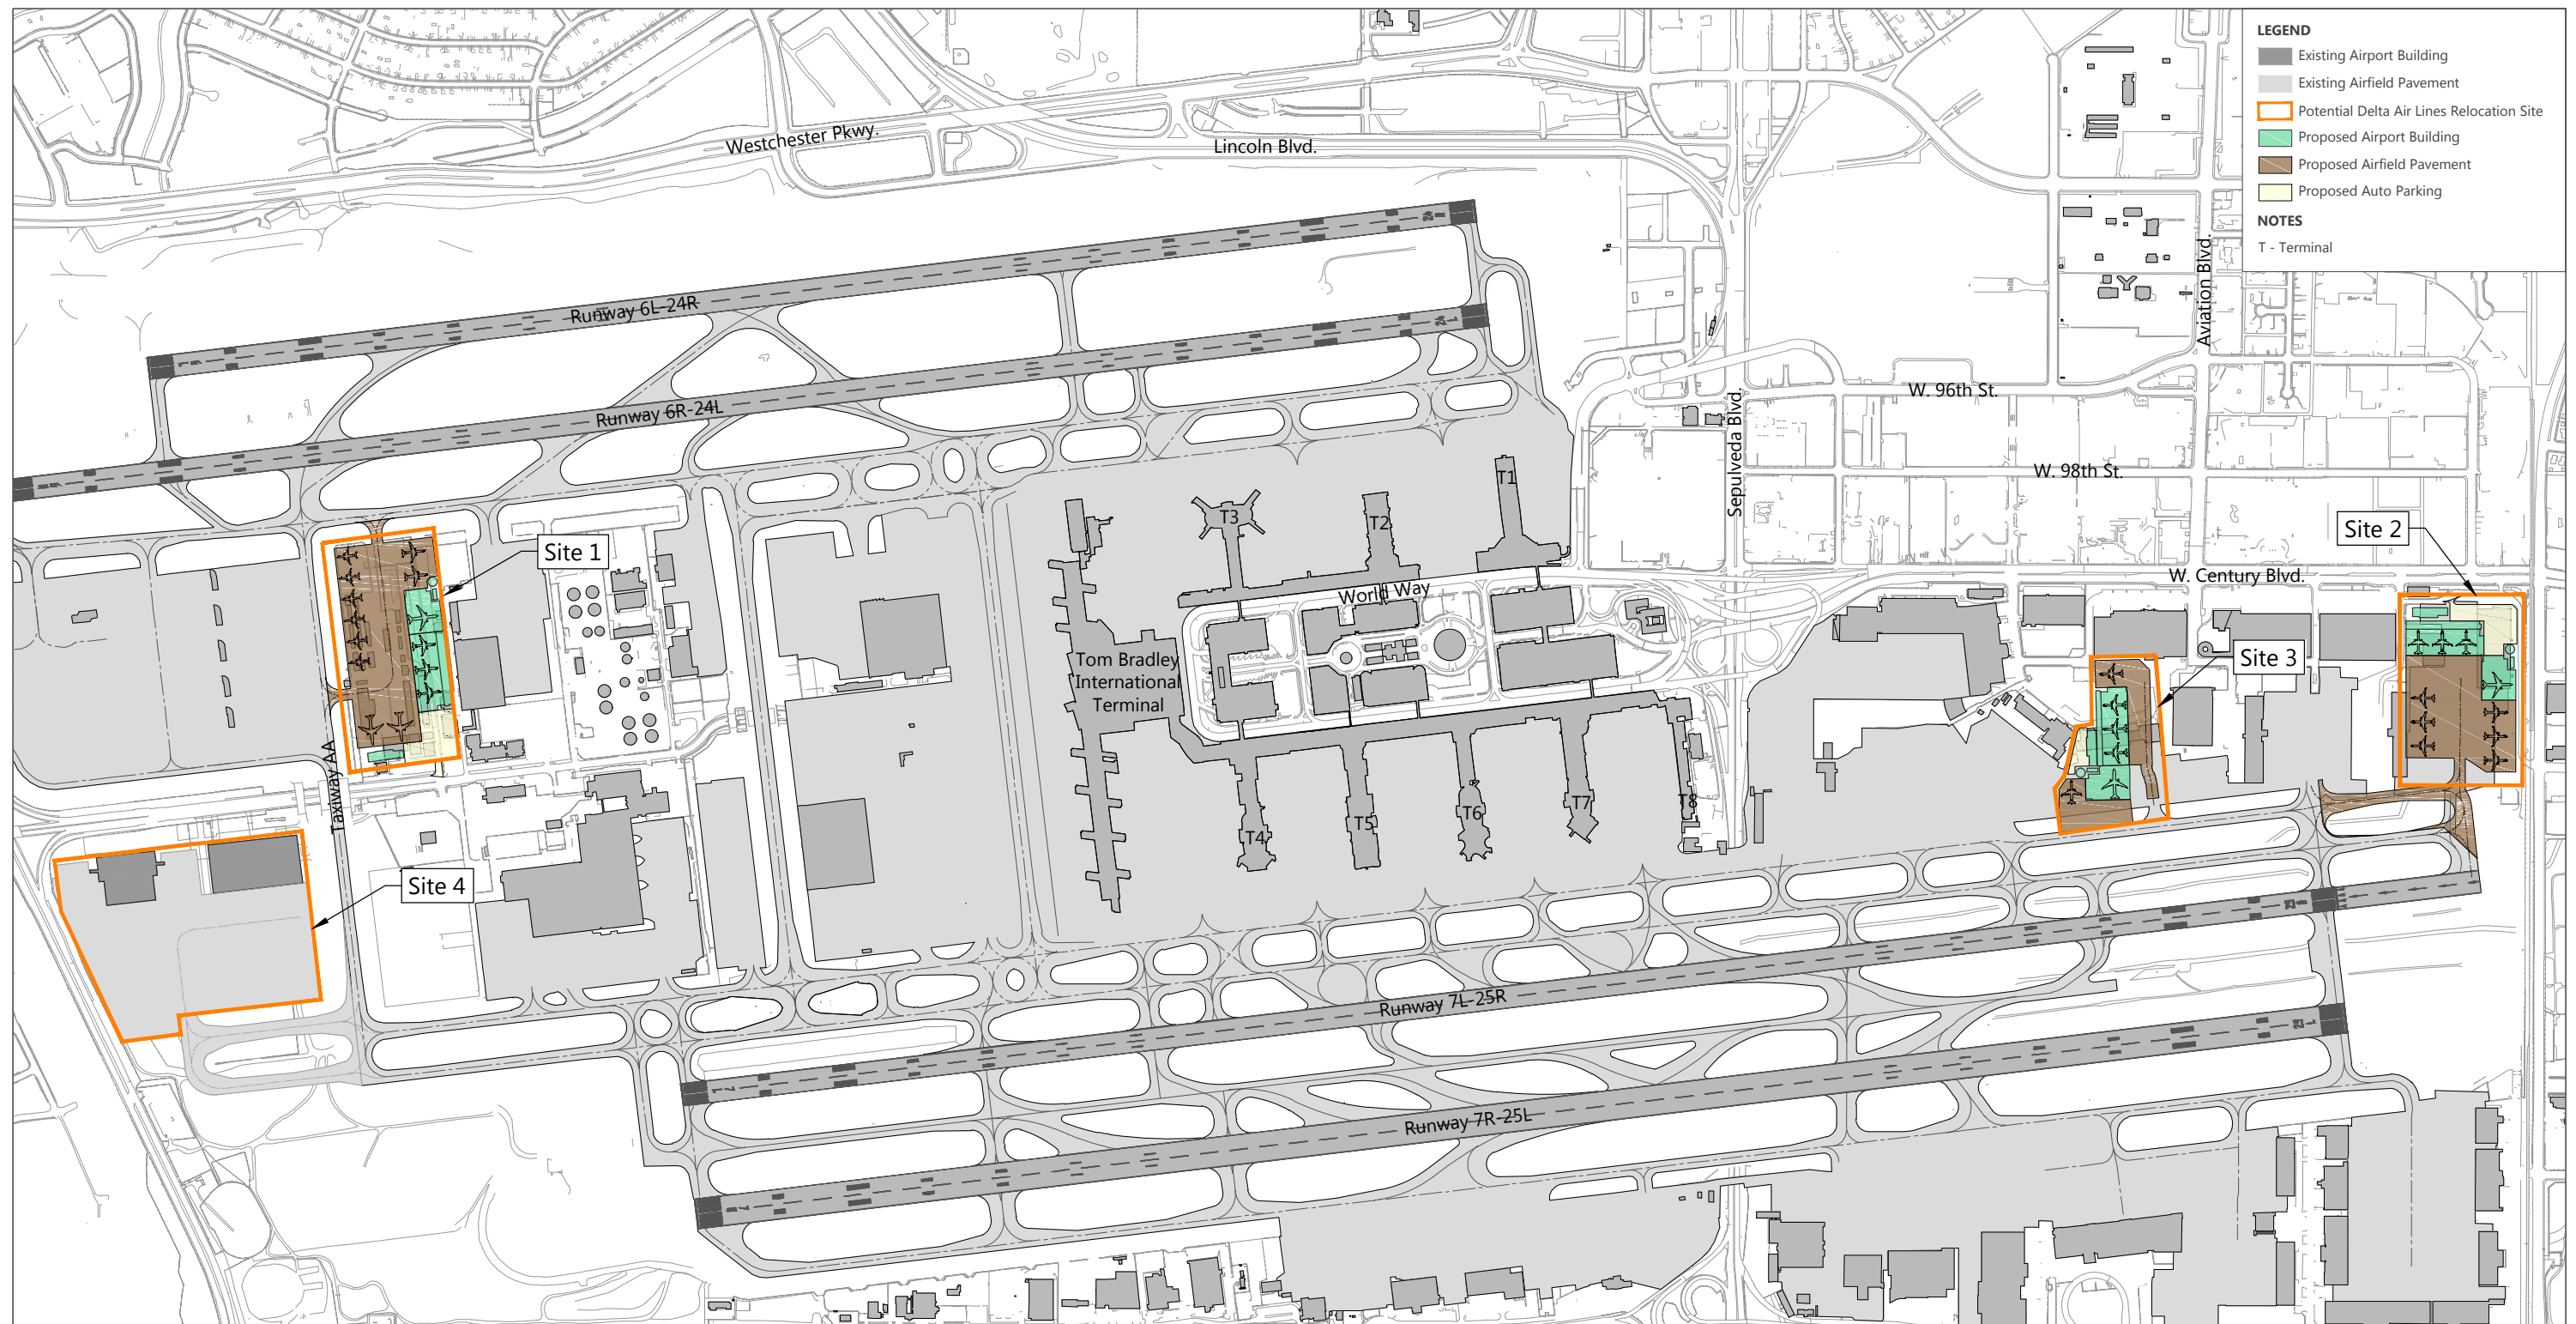 LEGEND
Existing Airport Building
Existing Airfield Pavement
Potential Delta Air Lines Relocation Site
Proposed Airport Building
Proposed Airfield Pavement
Proposed Auto Parking
NOTES
T - Terminal
Westchester Pkwy.
Lincoln Blvd.
Aviation Blvd.
Runway 6L-24R
Runway 6R-24L
W. 96th St.
Sepulveda Blvd.
W. 98th St.
T1
T2
T3
Site 1
Site 2
W. Century Blvd.
World Way
Site 3
Tom Bradley
International
Terminal
Taxiway AA
T4
T5
T6
T7
T8
Site 4
Runway 7L-25R
Runway 7R-25L